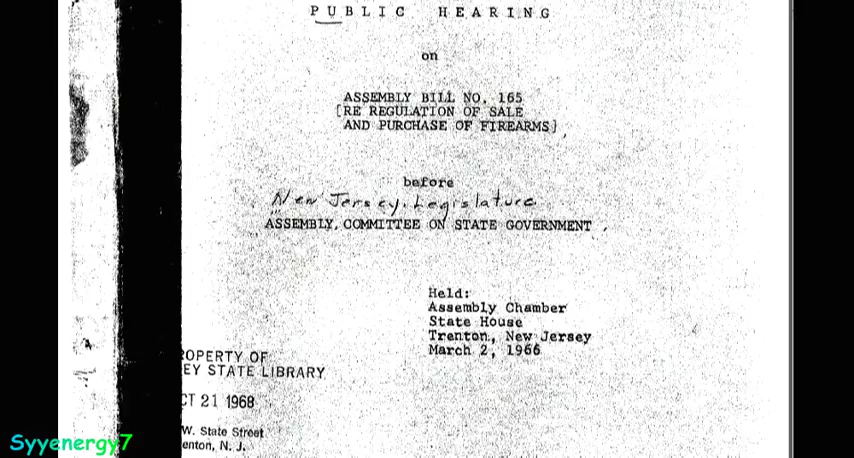 PUBLIC HEARING
on
ASSEMBLY BILL NO. 165
[RE REGULATION OF SALE
AND PURCHASE OF FIREARMS]
before
New Jersey. Legislature.
ASSEMBLY, COMMITTEE ON STATE GOVERNMENT
Held:
Assembly Chamber
State House
Trenton, New Jersey
March 2, 1966
OPERTY OF
EY STATE LIBRARY
CT 21 1968
W. State Street
enton, N. J.
Syyenergy7